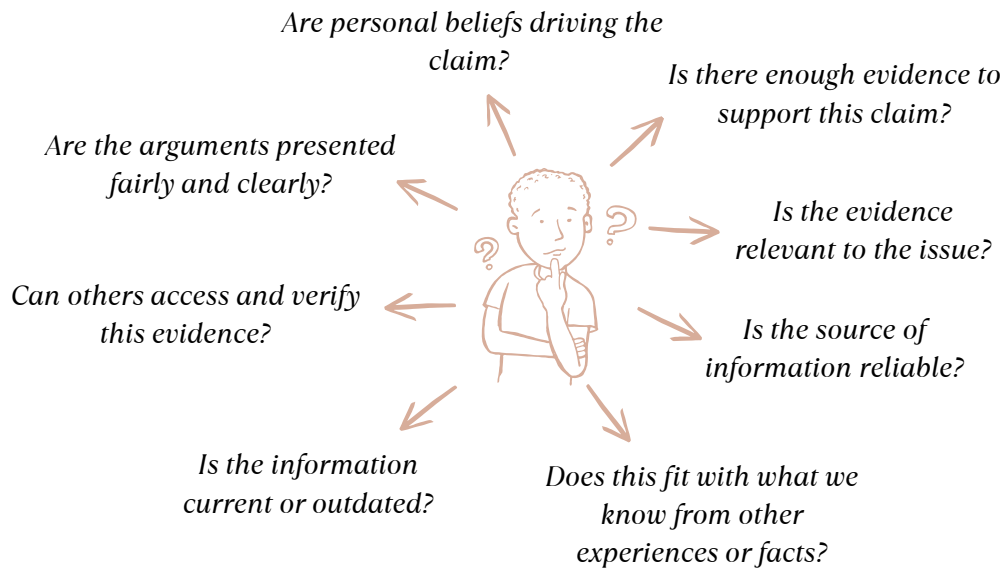 Are personal beliefs driving the
claim?
Is there enough evidence to
support this claim?
Is the evidence
relevant to the issue?
Is the source of
information reliable?
Does this fit with what we
know from other
experiences or facts?
Is the information
current or outdated?
Can others access and verify
this evidence?
Are the arguments presented
fairly and clearly?
?
?